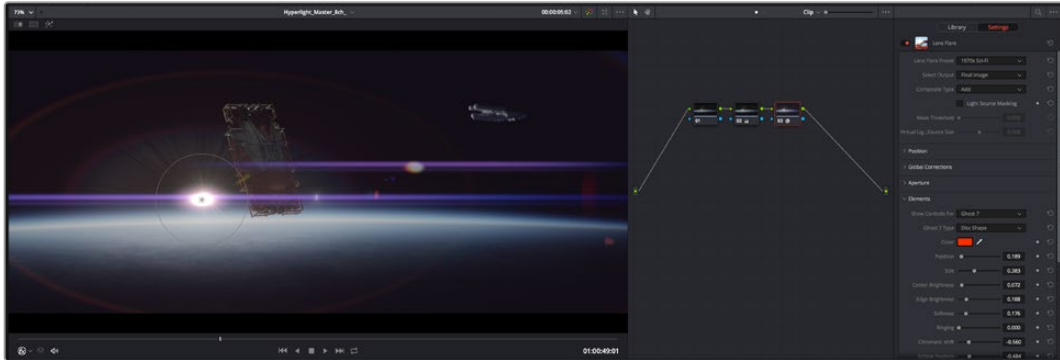 73%
Hyperlight_Master_8ch_
00:00:05:02
Clip
Library
Settings
Lens Flare
Lens Flare Preset 1970s Sci-Fi
Select Output Final Image
Composite Type Add
Light Source Masking
Mask Threshold
Position
Global Corrections
Aperture
Elements
Show Controls For Ghost 7
Ghost 7 Type Disc Shape
Color
Position 0.189
Size 0.383
Center Brightness 0.072
Edge Brightness 0.188
Softness 0.176
Ringing 0.000
Chromatic Shift -0.560
01:00:49:01